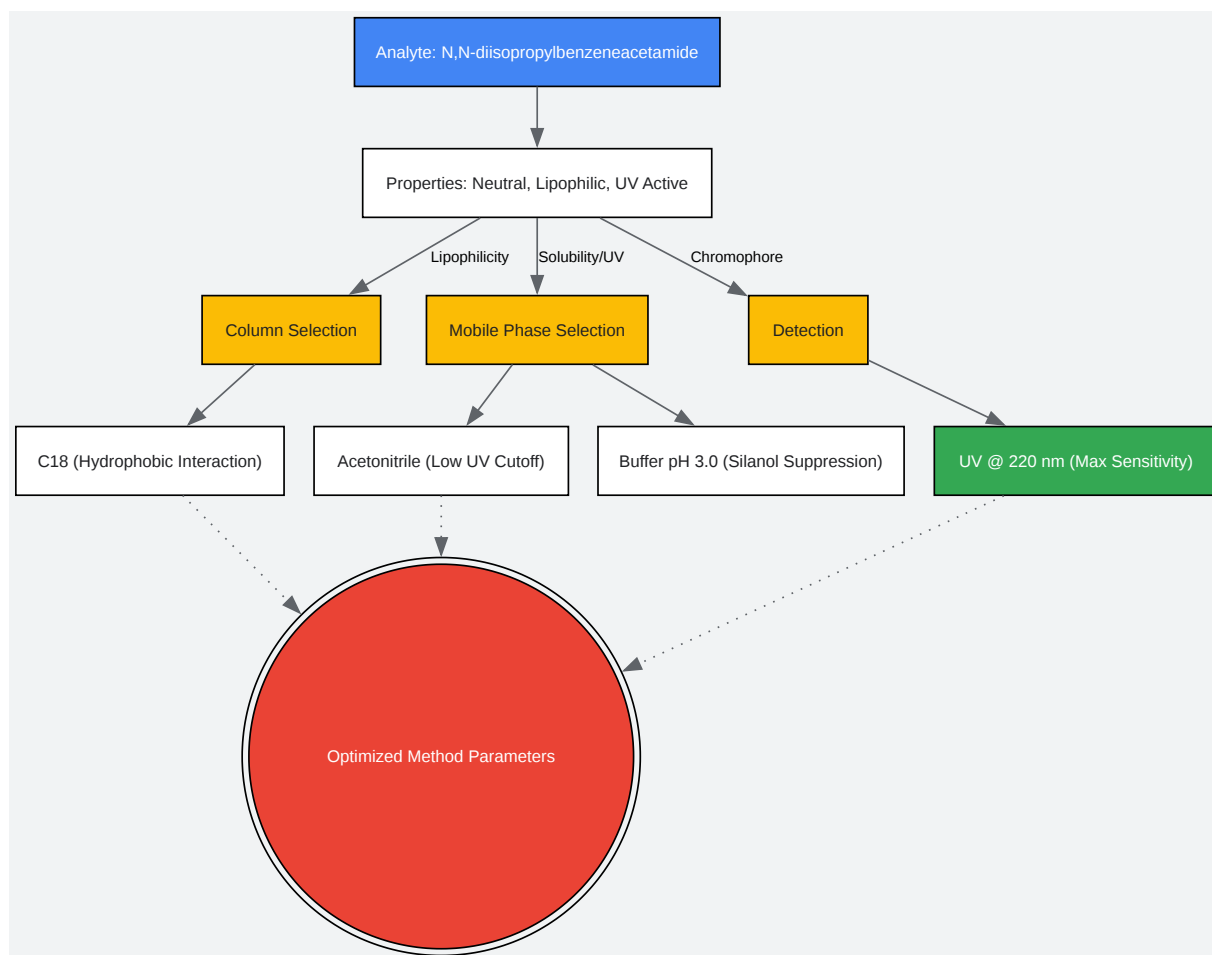 Analyte: N,N-diisopropylbenzeneacetamide
Properties: Neutral, Lipophilic, UV Active
Lipophilicity
Solubility/UV
Chromophore
Column Selection
Mobile Phase Selection
Detection
C18 (Hydrophobic Interaction)
Acetonitrile (Low UV Cutoff)
Buffer pH 3.0 (Silanol Suppression)
UV @ 220 nm (Max Sensitivity)
Optimized Method Parameters